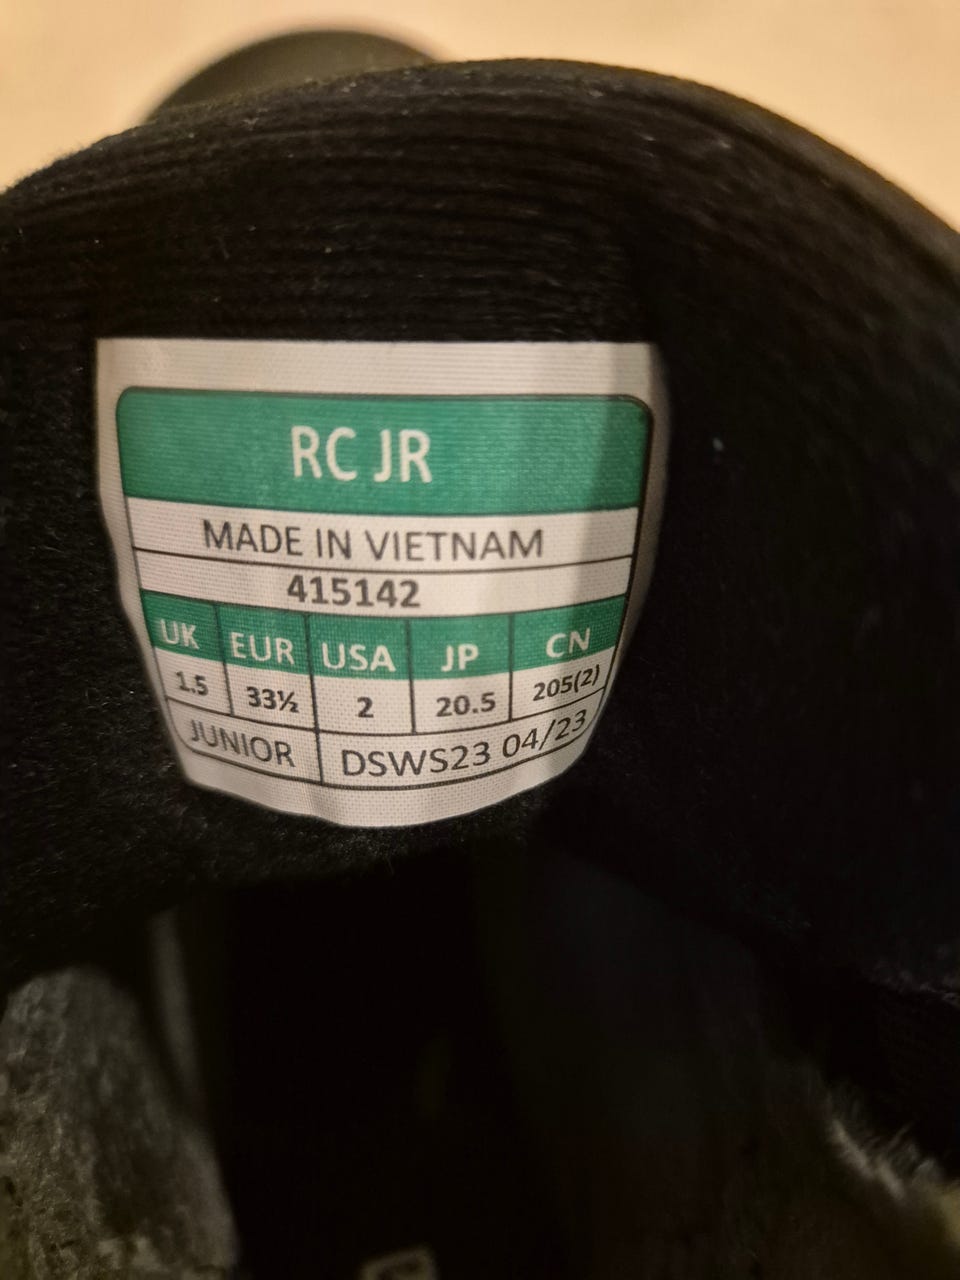 RC JR
MADE IN VIETNAM
415142
UK EUR USA JP CN
1.5 33½ 2 20.5 205(2)
JUNIOR DSWS23 04/23